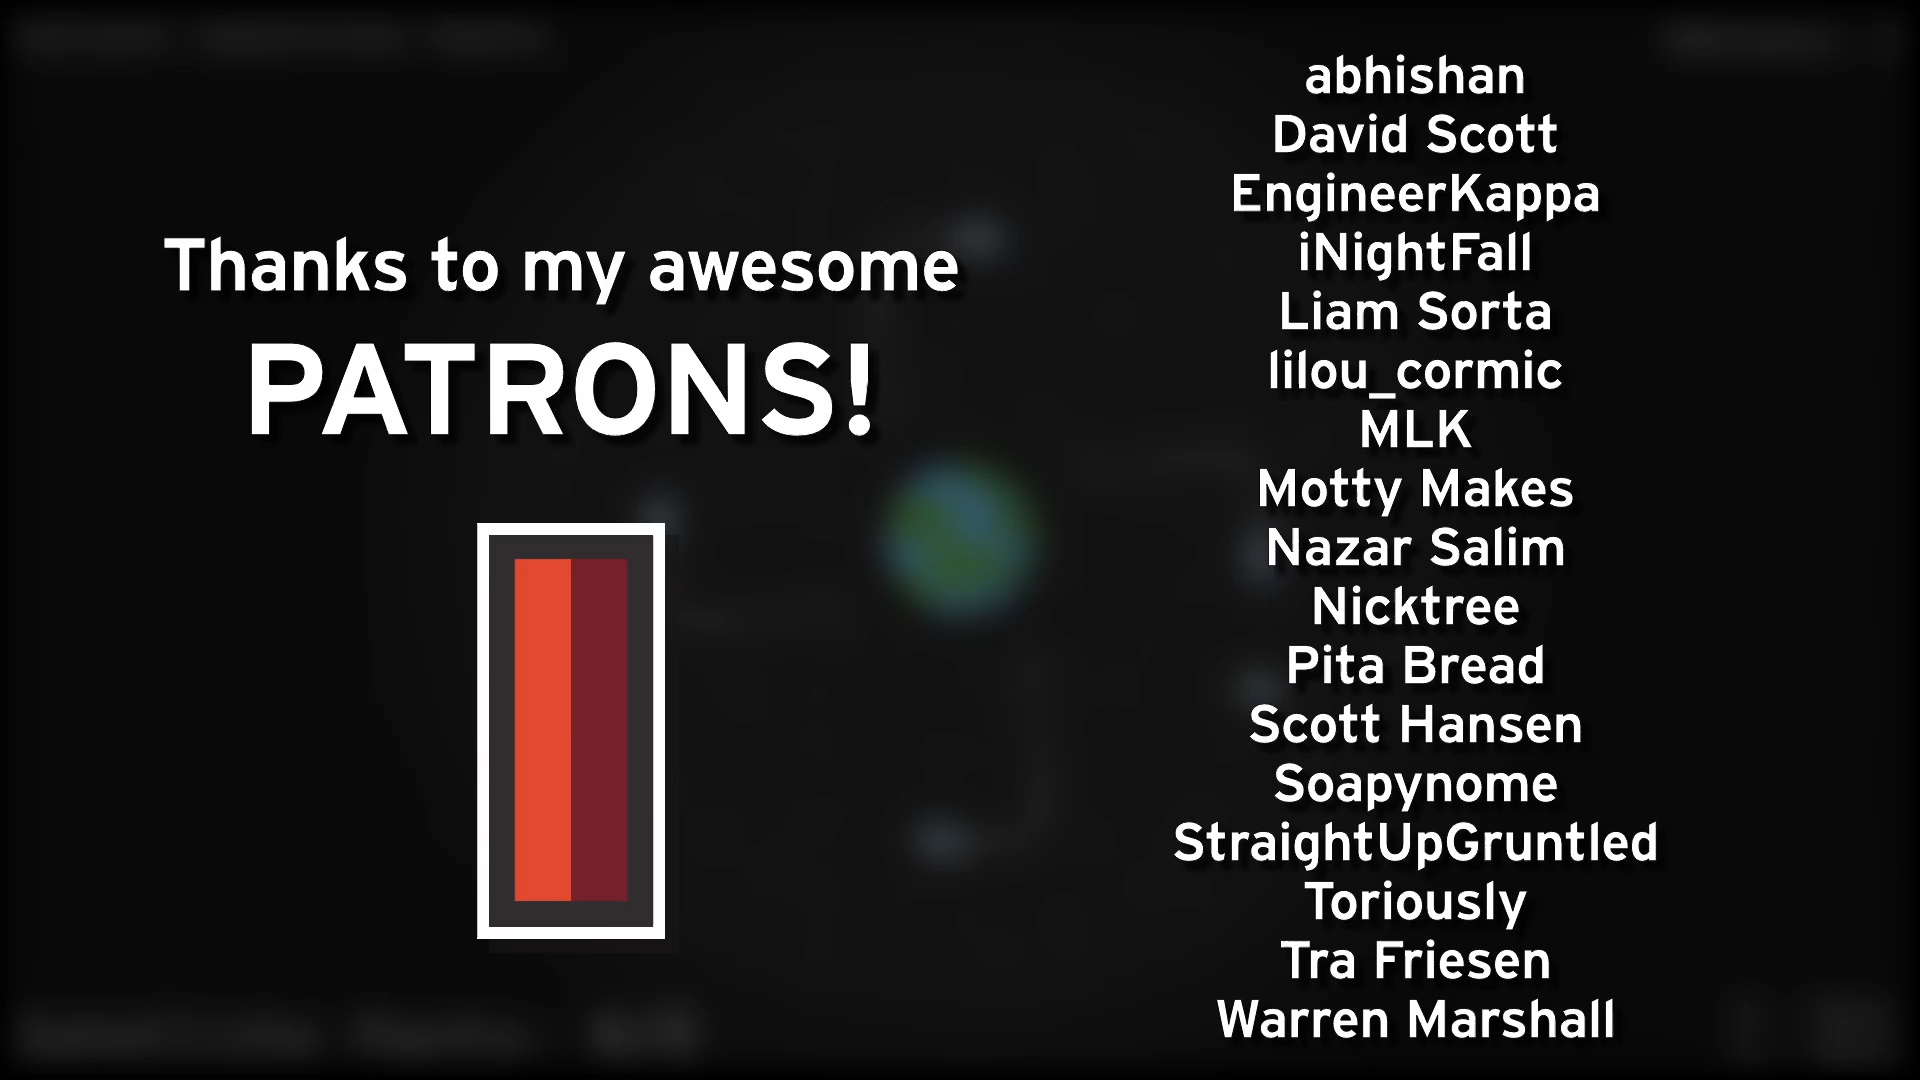 Thanks to my awesome
PATRONS!
abhishan
David Scott
EngineerKappa
iNightFall
Liam Sorta
lilou_cormic
MLK
Motty Makes
Nazar Salim
Nicktree
Pita Bread
Scott Hansen
Soapynome
StraightUpGruntled
Toriously
Tra Friesen
Warren Marshall